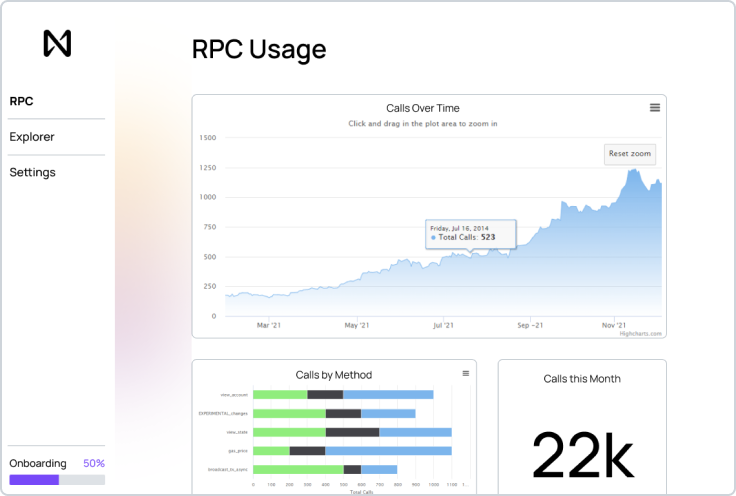 RPC Usage
RPC
Explorer
Settings
Onboarding 50%
Calls Over Time
Click and drag in the plot area to zoom in
Reset zoom
1500
1250
1000
750
500
250
0
Friday, Jul 16, 2014
Total Calls: 523
Mar '21 May '21 Jul '21 Sep -21 Nov '21
Highcharts.com
Calls by Method
view_account
EXPERIMENTAL_changes
view_state
gas_price
broadcast_tx_async
0 100 200 300 400 500 600 700 800 900 1000 1100 1...
Total Calls
Calls this Month
22k